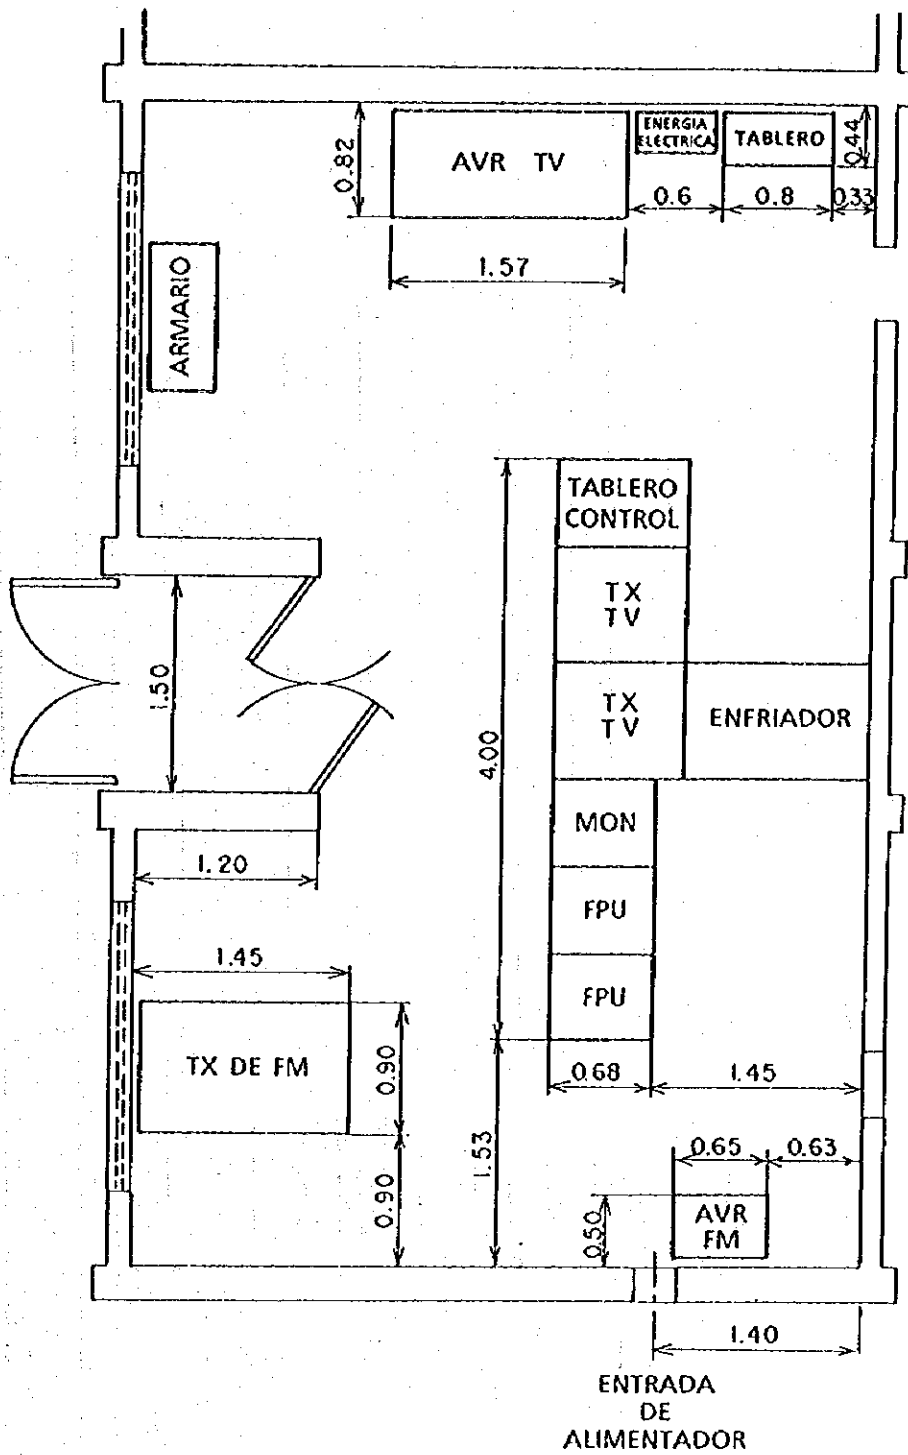 ENERGIA
ELECTRICA
TABLERO
AVR TV
0.82
0.44
0.6
0.8
0.33
1.57
ARMARIO
TABLERO
CONTROL
TX
TV
1.50
TX
TV
ENFRIADOR
4.00
MON
1.20
FPU
1.45
FPU
TX DE FM
0.90
0.68
1.45
1.53
0.65
0.63
0.90
0.50
AVR
FM
1.40
ENTRADA
DE
ALIMENTADOR